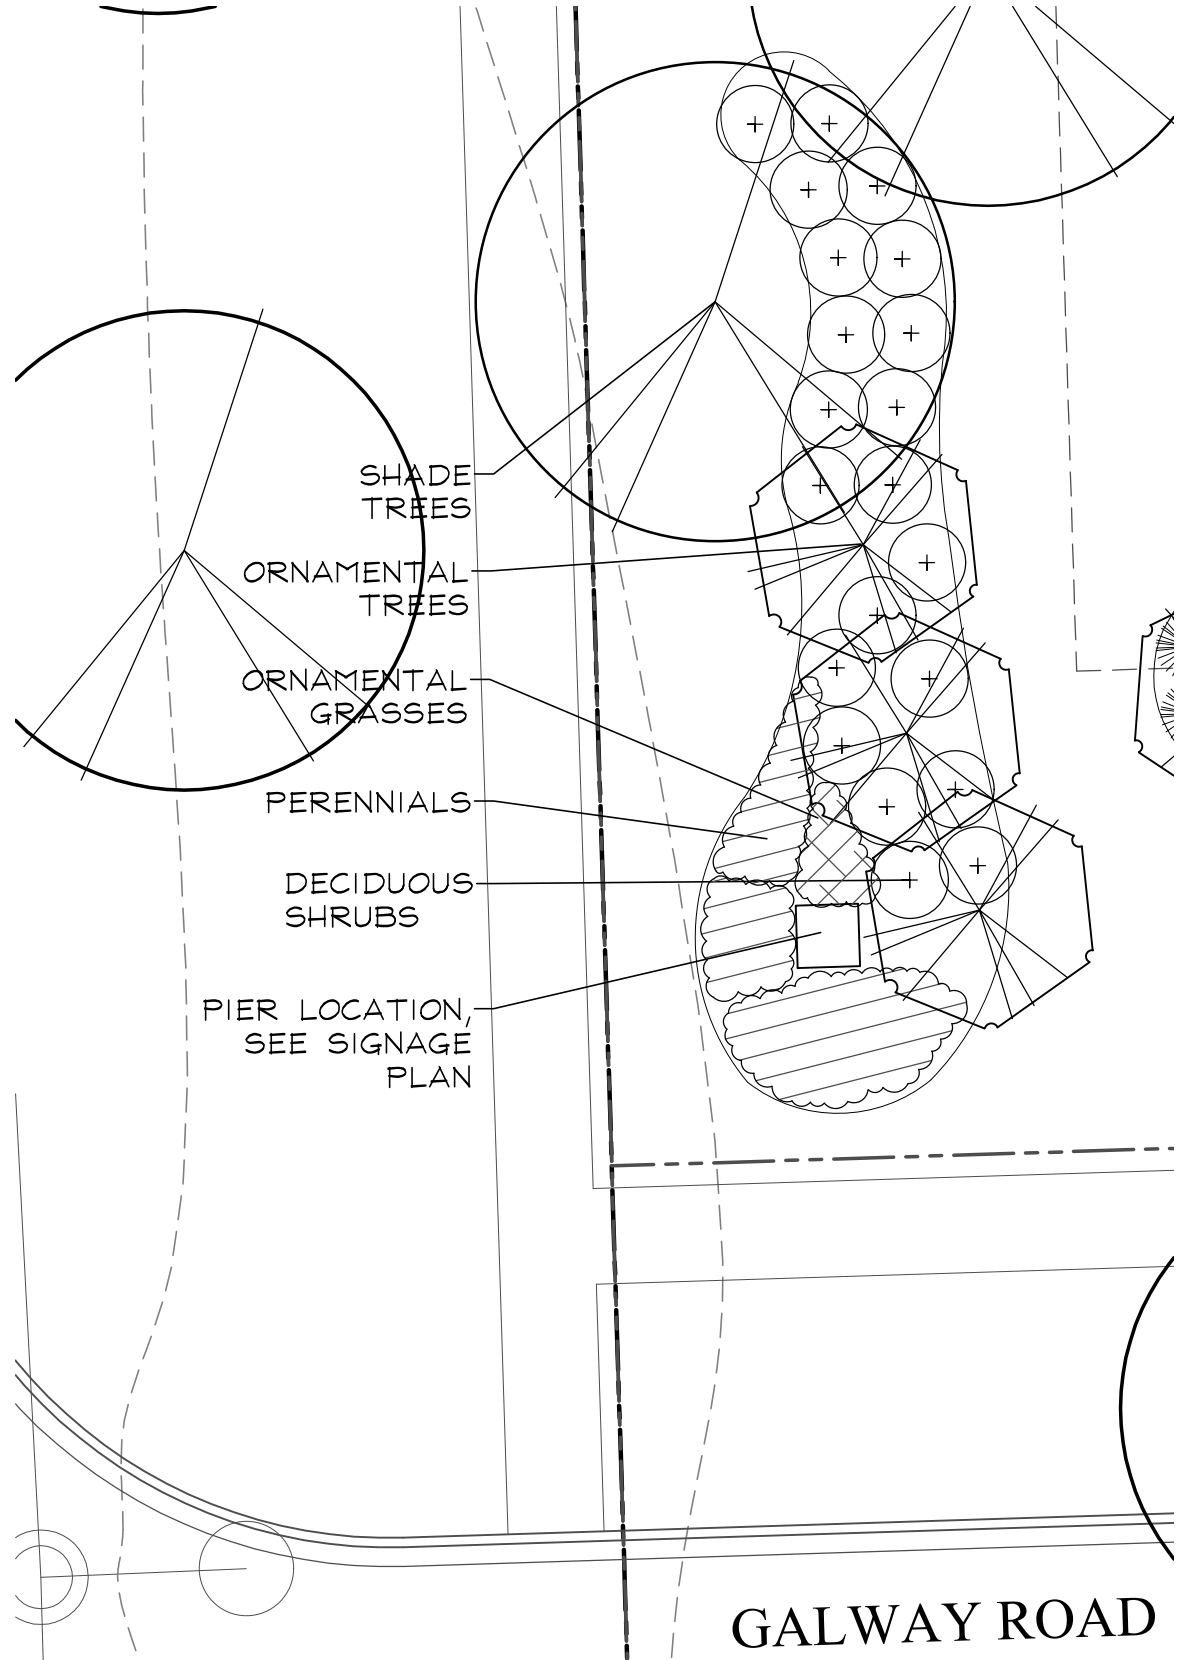 SHADE
TREES
ORNAMENTAL
TREES
ORNAMENTAL
GRASSES
PERENNIALS
DECIDUOUS
SHRUBS
PIER LOCATION,
SEE SIGNAGE
PLAN
GALWAY ROAD